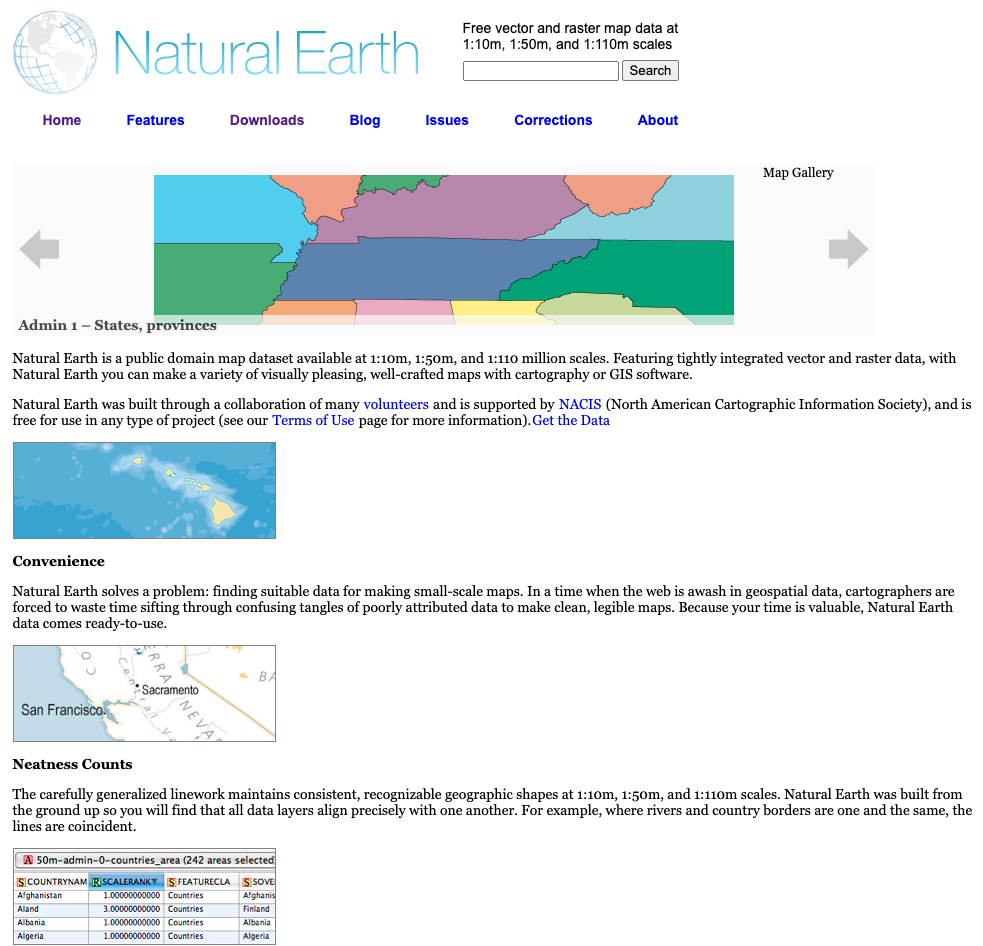 Natural Earth
Free vector and raster map data at
1:10m, 1:50m, and 1:110m scales
Search
Home Features Downloads Blog Issues Corrections About
Map Gallery
Admin 1 – States, provinces
Natural Earth is a public domain map dataset available at 1:10m, 1:50m, and 1:110 million scales. Featuring tightly integrated vector and raster data, with
Natural Earth you can make a variety of visually pleasing, well-crafted maps with cartography or GIS software.
Natural Earth was built through a collaboration of many volunteers and is supported by NACIS (North American Cartographic Information Society), and is
free for use in any type of project (see our Terms of Use page for more information).Get the Data
Convenience
Natural Earth solves a problem: finding suitable data for making small-scale maps. In a time when the web is awash in geospatial data, cartographers are
forced to waste time sifting through confusing tangles of poorly attributed data to make clean, legible maps. Because your time is valuable, Natural Earth
data comes ready-to-use.
CO
ERRA
BA
Central Va
Sacramento
San Francisco
NEVA
Neatness Counts
The carefully generalized linework maintains consistent, recognizable geographic shapes at 1:10m, 1:50m, and 1:110m scales. Natural Earth was built from
the ground up so you will find that all data layers align precisely with one another. For example, where rivers and country borders are one and the same, the
lines are coincident.
A 50m-admin-0-countries_area (242 areas selected)
S COUNTRYNAM R SCALERANK▼ S FEATURECLA S SOVE
Afghanistan 1.00000000000 Countries Afghanis
Aland 3.00000000000 Countries Finland
Albania 1.00000000000 Countries Albania
Algeria 1.00000000000 Countries Algeria